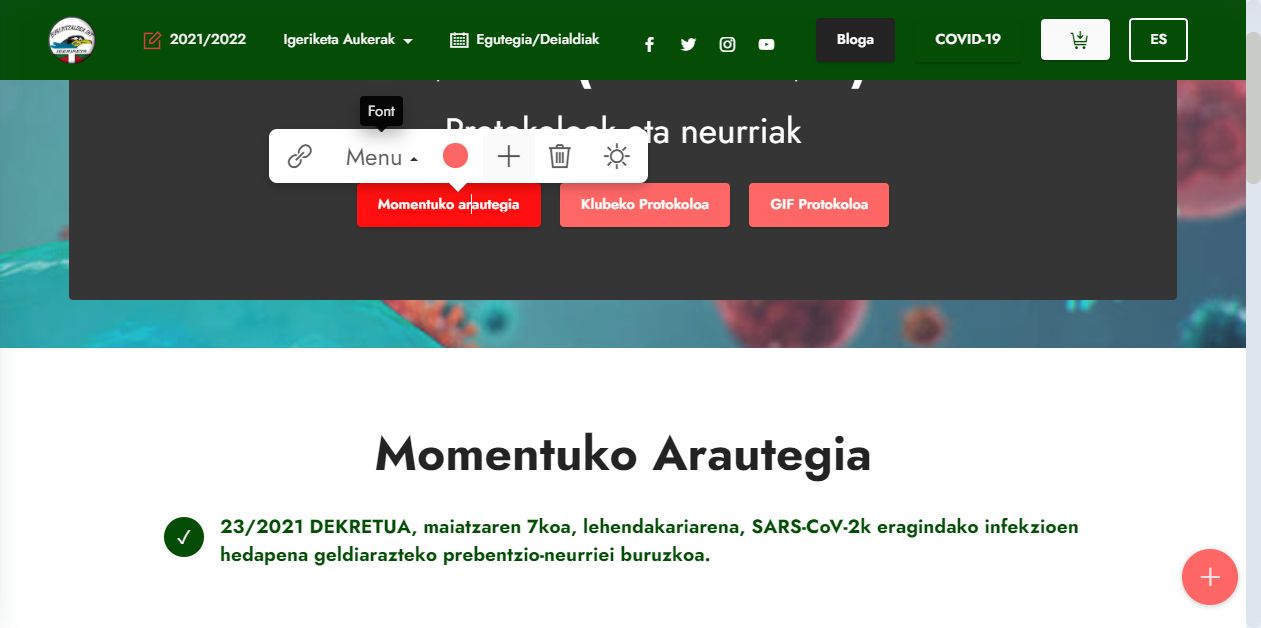 2021/2022
Igeriketa Aukerak
Egutegia/Deialdiak
Bloga
COVID-19
ES
Font
eta neurriak
Menu
Momentuko arautegia
Klubeko Protokoloa
GIF Protokoloa
Momentuko Arautegia
23/2021 DEKRETUA, maiatzaren 7koa, lehendakariarena, SARS-CoV-2k eragindako infekzioen
hedapena geldiarazteko prebentzio-neurriei buruzkoa.